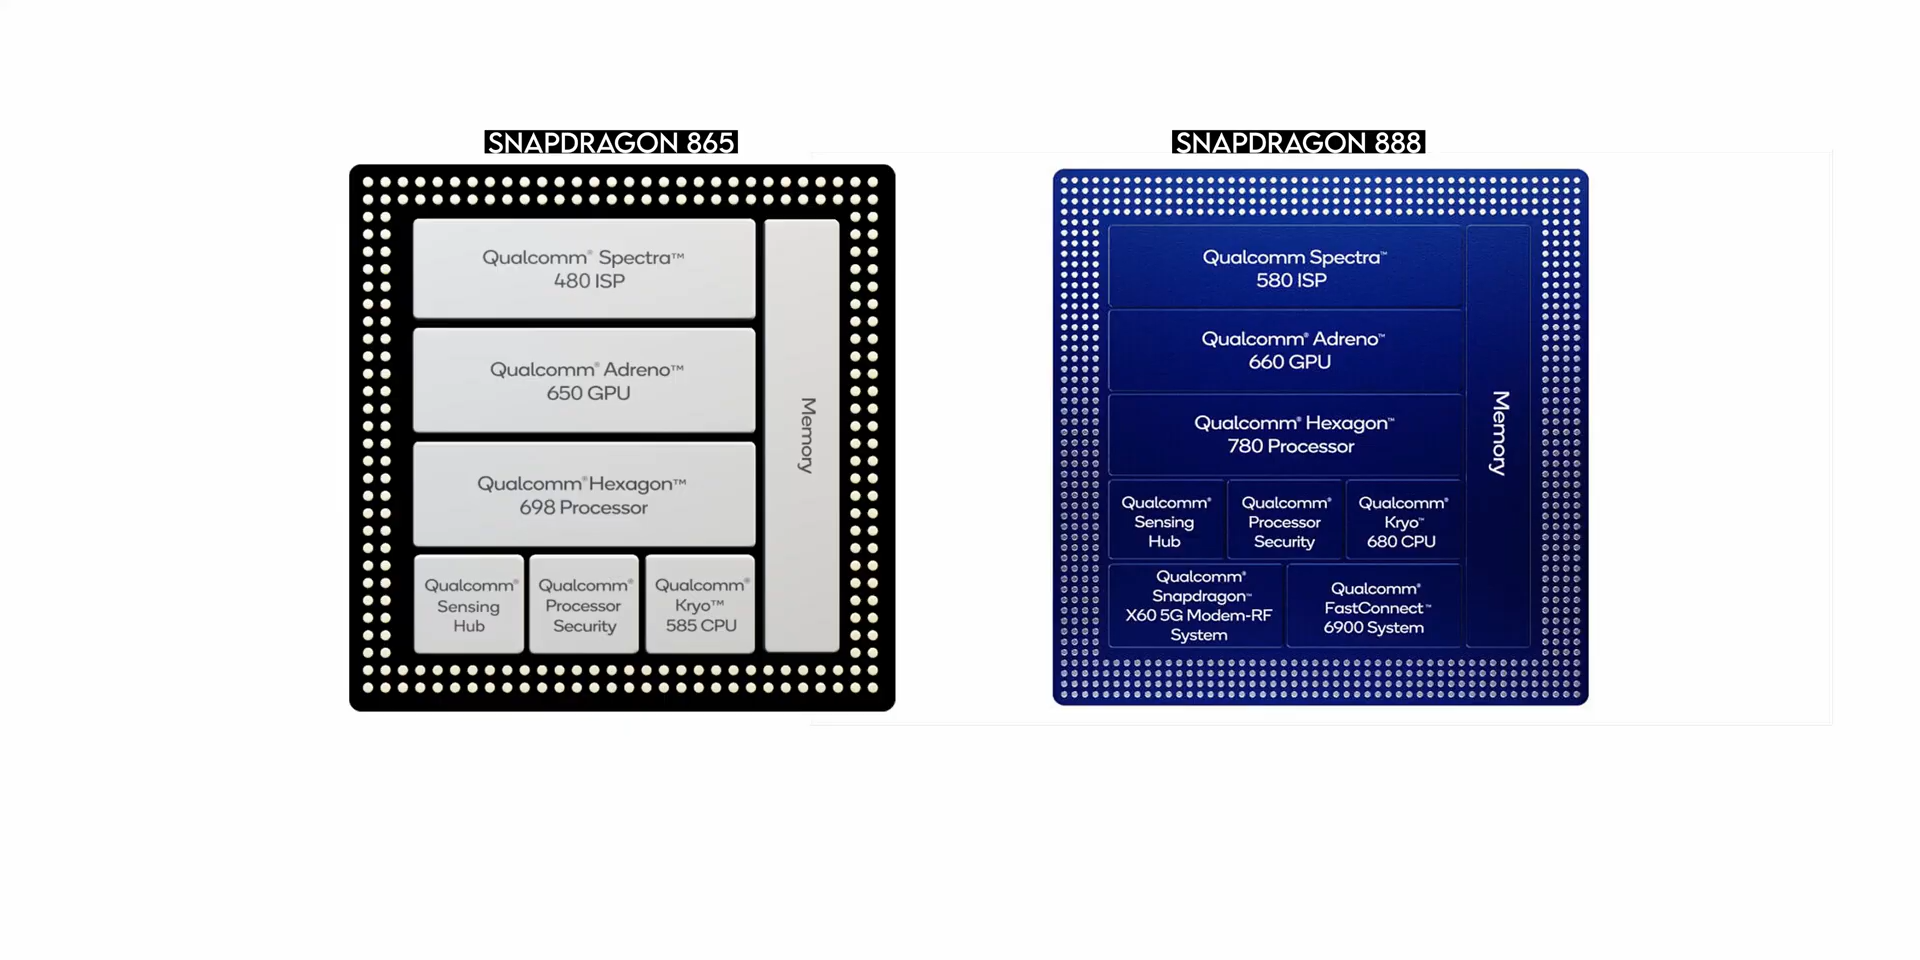 SNAPDRAGON 865
Qualcomm® Spectra™
480 ISP
Qualcomm® Adreno™
650 GPU
Qualcomm® Hexagon™
698 Processor
Qualcomm®
Sensing
Hub
Qualcomm®
Processor
Security
Qualcomm®
Kryo™
585 CPU
Memory
SNAPDRAGON 888
Qualcomm Spectra™
580 ISP
Qualcomm® Adreno™
660 GPU
Qualcomm® Hexagon™
780 Processor
Qualcomm®
Sensing
Hub
Qualcomm®
Processor
Security
Qualcomm®
Kryo™
680 CPU
Qualcomm®
Snapdragon™
X60 5G Modem-RF
System
Qualcomm®
FastConnect™
6900 System
Memory